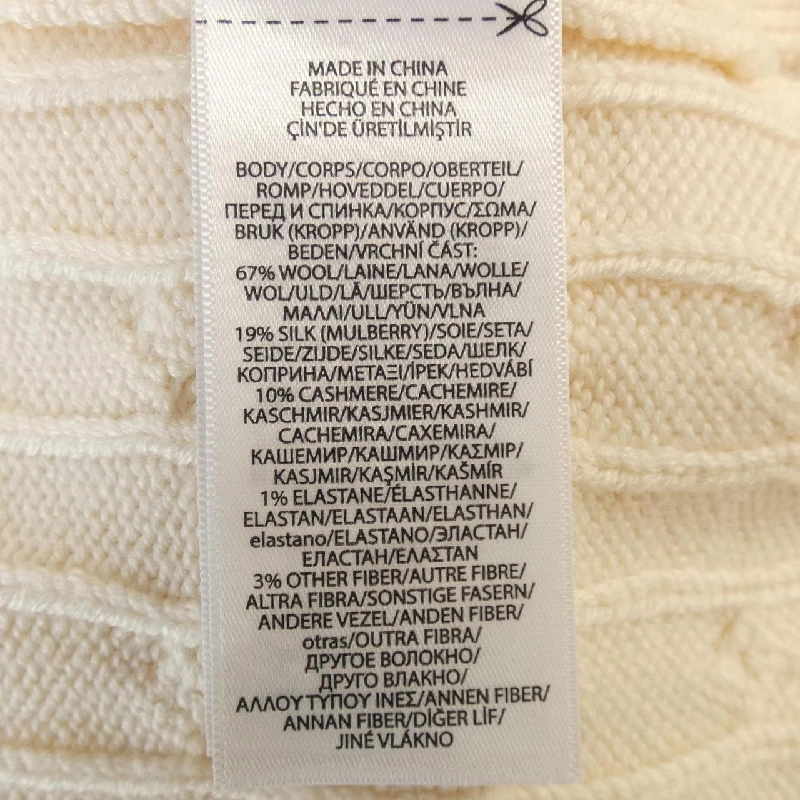 MADE IN CHINA
FABRIQUÉ EN CHINE
HECHO EN CHINA
ÇİN'DE ÜRETİLMİŞTİR
BODY/CORPS/CORPO/OBERTEIL/
ROMP/HOVEDDEL/CUERPO/
ПЕРЕД И СПИНКА/КОРПУС/ΣΩΜΑ/
BRUK (KROPP)/ANVÄND (KROPP)/
BEDEN/VRCHNÍ ČÁST:
67% WOOL/LAINE/LANA/WOLLE/
WOL/ULD/LÃ/ШЕРСТЬ/ВЪЛНА/
ΜΑΛΛΙ/ULL/YÜN/VLNA
19% SILK (MULBERRY)/SOIE/SETA/
SEIDE/ZIJDE/SILKE/SEDA/ШЕЛК/
КОПРИНА/ΜΕΤΑΞΙ/İPEK/HEDVÁBÍ
10% CASHMERE/CACHEMIRE/
KASCHMIR/KASJMIER/KASHMIR/
CACHEMIRA/CAXEMIRA/
КАШЕМИР/КАШМИР/ΚΑΣΜΙΡ/
KASJMIR/KAŞMİR/KAŠMÍR
1% ELASTANE/ÉLASTHANNE/
ELASTAN/ELASTAAN/ELASTHAN/
elastano/ELASTANO/ЭЛАСТАН/
ЕЛАСТАН/ΕΛΑΣΤΑΝ
3% OTHER FIBER/AUTRE FIBRE/
ALTRA FIBRA/SONSTIGE FASERN/
ANDERE VEZEL/ANDEN FIBER/
otras/OUTRA FIBRA/
ДРУГОЕ ВОЛОКНО/
ДРУГО ВЛАКНО/
ΑΛΛΟΥ ΤΥΠΟΥ ΙΝΕΣ/ANNEN FIBER/
ANNAN FIBER/DİĞER LİF/
JINÉ VLÁKNO